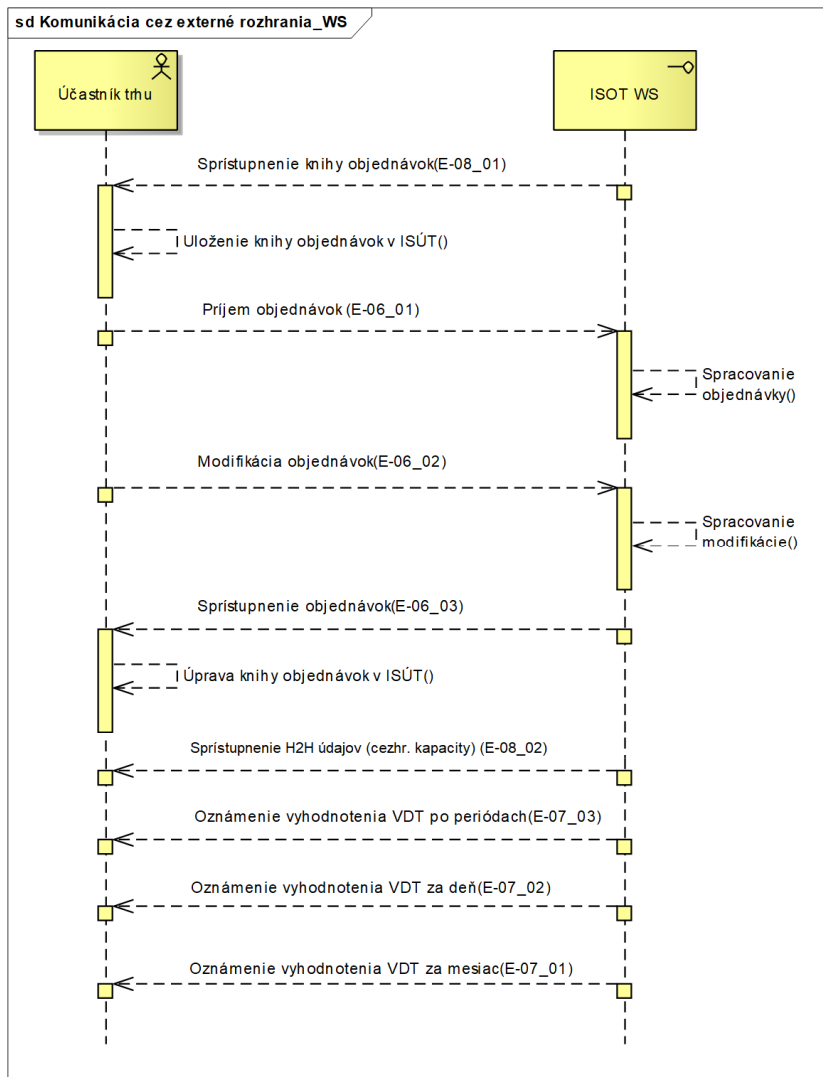 sd Komunikácia cez externé rozhrania_WS
Účastník trhu
ISOT WS
Sprístupnenie knihy objednávok(E-08_01)
Uloženie knihy objednávok v ISÚT()
Príjem objednávok (E-06_01)
Spracovanie
objednávky()
Modifikácia objednávok(E-06_02)
Spracovanie
modifikácie()
Sprístupnenie objednávok(E-06_03)
Úprava knihy objednávok v ISÚT()
Sprístupnenie H2H údajov (cezhr. kapacity) (E-08_02)
Oznámenie vyhodnotenia VDT po periódach(E-07_03)
Oznámenie vyhodnotenia VDT za deň(E-07_02)
Oznámenie vyhodnotenia VDT za mesiac(E-07_01)